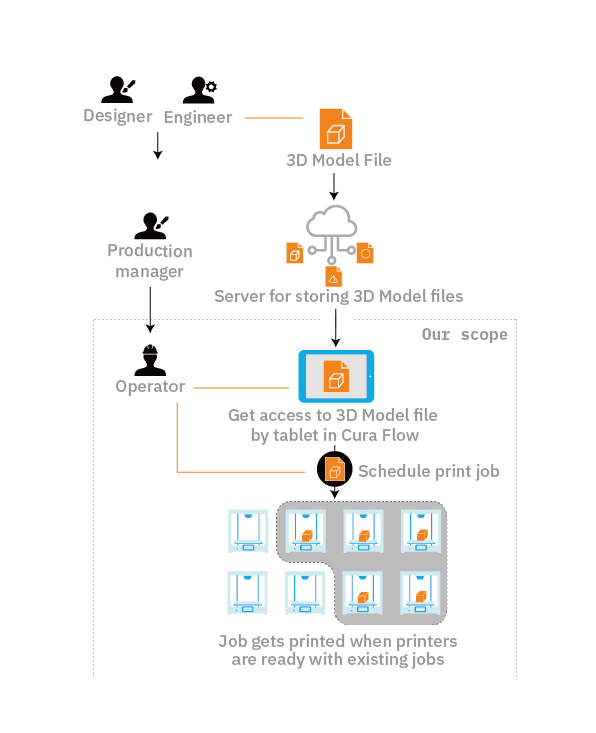 Designer
Engineer
3D Model File
Production
manager
Server for storing 3D Model files
Our scope
Operator
Get access to 3D Model file
by tablet in Cura Flow
Schedule print job
Job gets printed when printers
are ready with existing jobs